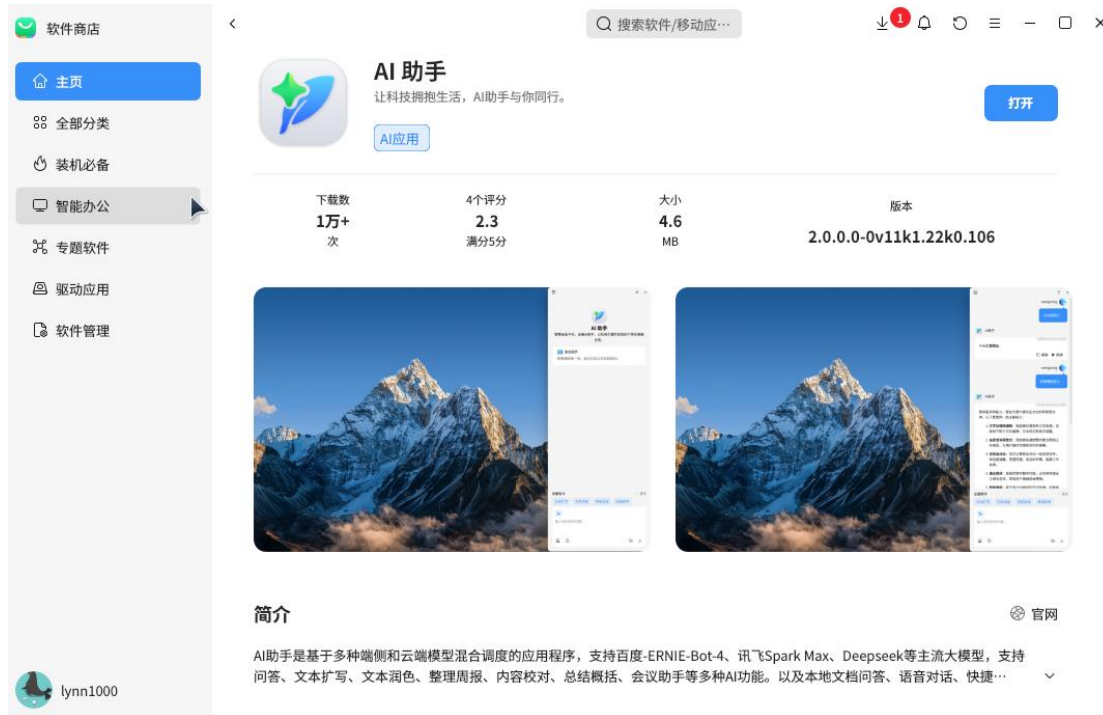 软件商店
搜索软件/移动应···
1
主页
全部分类
装机必备
智能办公
专题软件
驱动应用
软件管理
lynn1000
AI 助手
让科技拥抱生活，AI助手与你同行。
AI应用
打开
下载数
1万+
次
4个评分
2.3
满分5分
大小
4.6
MB
版本
2.0.0.0-0v11k1.22k0.106
AI 助手
简介
官网
AI助手是基于多种端侧和云端模型混合调度的应用程序，支持百度-ERNIE-Bot-4、讯飞Spark Max、Deepseek等主流大模型，支持
问答、文本扩写、文本润色、整理周报、内容校对、总结概括、会议助手等多种AI功能。以及本地文档问答、语音对话、快捷···